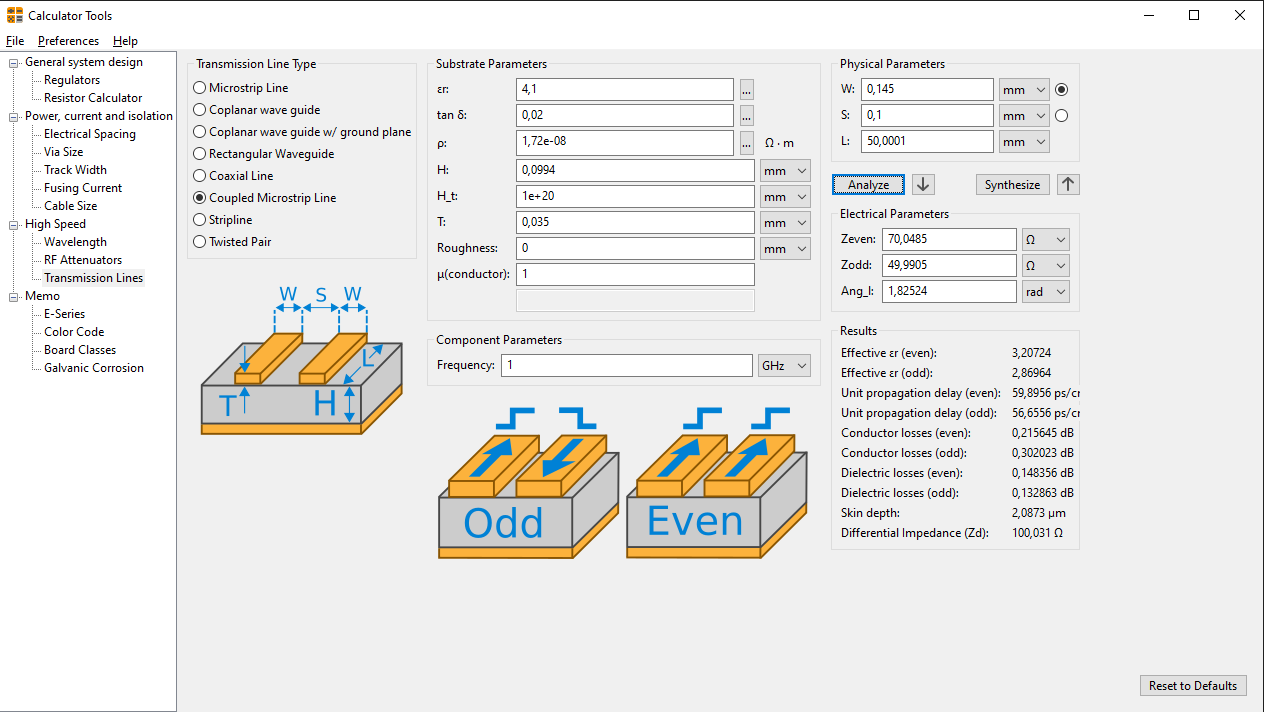 Calculator Tools
File Preferences Help
General system design
Regulators
Resistor Calculator
Power, current and isolation
Electrical Spacing
Via Size
Track Width
Fusing Current
Cable Size
High Speed
Wavelength
RF Attenuators
Transmission Lines
Memo
E-Series
Color Code
Board Classes
Galvanic Corrosion
Transmission Line Type
Microstrip Line
Coplanar wave guide
Coplanar wave guide w/ ground plane
Rectangular Waveguide
Coaxial Line
Coupled Microstrip Line
Stripline
Twisted Pair
W S W
L
T H
Substrate Parameters
εr: 4,1 ...
tan δ: 0,02 ...
ρ: 1,72e-08 ... Ω ∙ m
H: 0,0994 mm
H_t: 1e+20 mm
T: 0,035 mm
Roughness: 0 mm
μ(conductor): 1
Component Parameters
Frequency: 1 GHz
Odd Even
Physical Parameters
W: 0,145 mm
S: 0,1 mm
L: 50,0001 mm
Analyze Synthesize
Electrical Parameters
Zeven: 70,0485 Ω
Zodd: 49,9905 Ω
Ang_l: 1,82524 rad
Results
Effective εr (even): 3,20724
Effective εr (odd): 2,86964
Unit propagation delay (even): 59,8956 ps/cr
Unit propagation delay (odd): 56,6556 ps/cr
Conductor losses (even): 0,215645 dB
Conductor losses (odd): 0,302023 dB
Dielectric losses (even): 0,148356 dB
Dielectric losses (odd): 0,132863 dB
Skin depth: 2,0873 µm
Differential Impedance (Zd): 100,031 Ω
Reset to Defaults